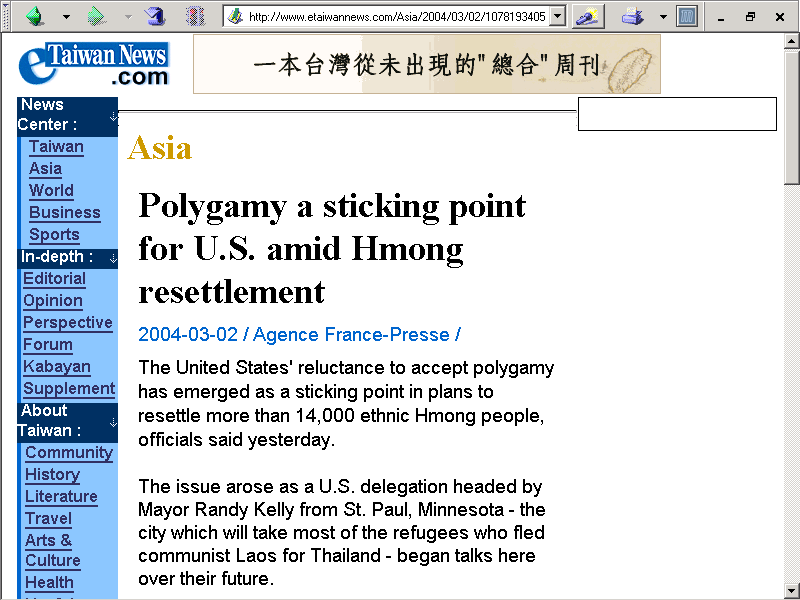 http://www.etaiwannews.com/Asia/2004/03/02/1078193405
eTaiwan News
.com
一本台灣從未出現的"總合"周刊
News
Center :
Taiwan
Asia
World
Business
Sports
In-depth :
Editorial
Opinion
Perspective
Forum
Kabayan
Supplement
About
Taiwan :
Community
History
Literature
Travel
Arts &
Culture
Health
Asia
Polygamy a sticking point
for U.S. amid Hmong
resettlement
2004-03-02 / Agence France-Presse /
The United States' reluctance to accept polygamy
has emerged as a sticking point in plans to
resettle more than 14,000 ethnic Hmong people,
officials said yesterday.
The issue arose as a U.S. delegation headed by
Mayor Randy Kelly from St. Paul, Minnesota - the
city which will take most of the refugees who fled
communist Laos for Thailand - began talks here
over their future.